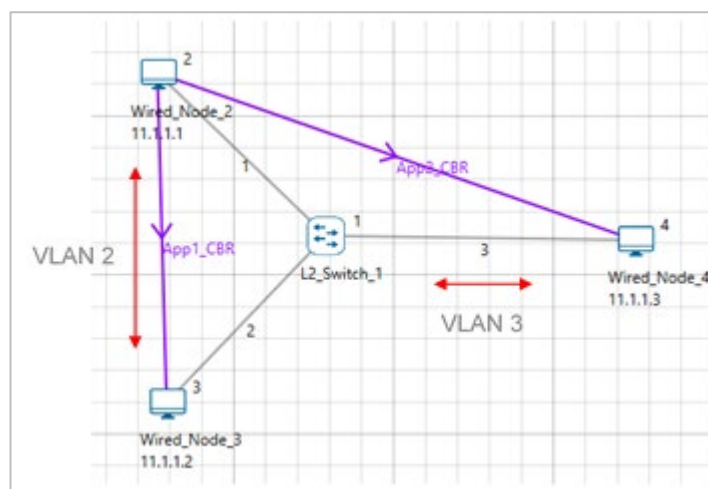 2
Wired_Node_2
11.1.1.1
1
App2_CBR
1
4
VLAN 2
App1_CBR
3
L2_Switch_1
Wired_Node_4
11.1.1.3
2
VLAN 3
3
Wired_Node_3
11.1.1.2